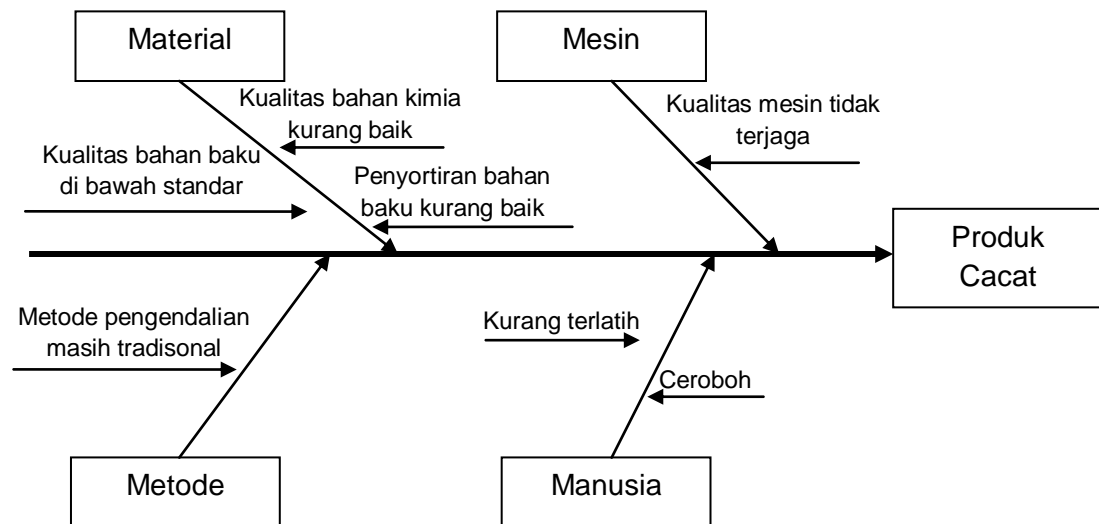 Material
Mesin
Kualitas bahan kimia
kurang baik
Kualitas mesin tidak
terjaga
Kualitas bahan baku
di bawah standar
Penyortiran bahan
baku kurang baik
Produk
Cacat
Metode pengendalian
masih tradisonal
Kurang terlatih
Ceroboh
Metode
Manusia